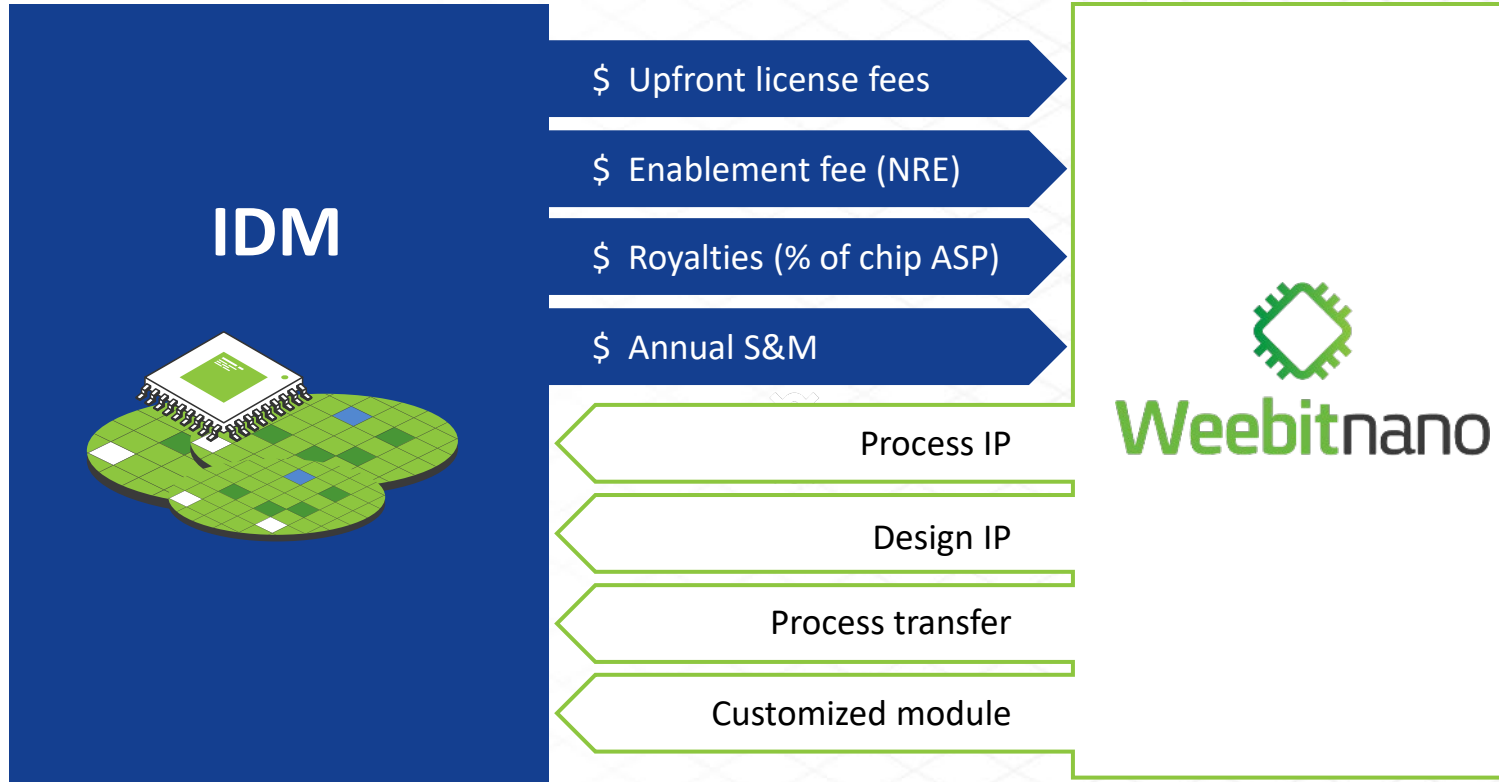 IDM
$ Upfront license fees
$ Enablement fee (NRE)
$ Royalties (% of chip ASP)
$ Annual S&M
Process IP
Design IP
Process transfer
Customized module
Weebitnano